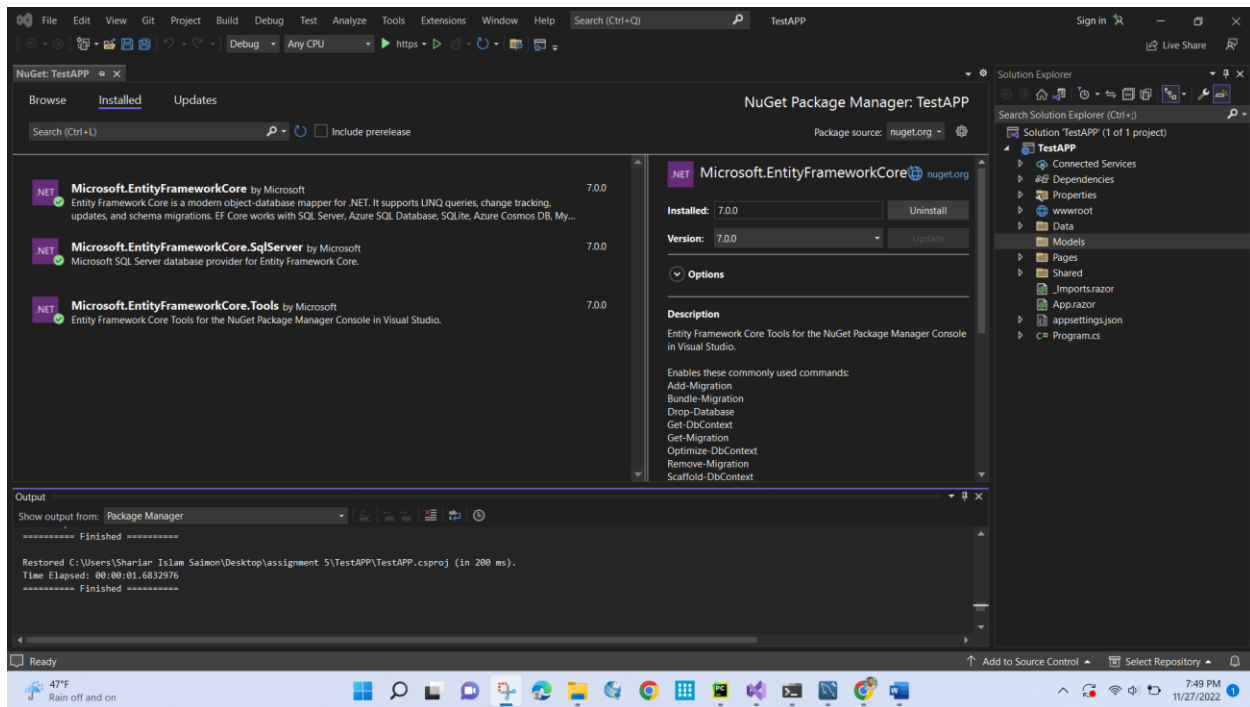 File Edit View Git Project Build Debug Test Analyze Tools Extensions Window Help Search (Ctrl+Q) TestAPP Sign in
Debug Any CPU https Live Share
NuGet: TestAPP
Browse Installed Updates
NuGet Package Manager: TestAPP
Search (Ctrl+L) Include prerelease
Package source: nuget.org
.NET
Microsoft.EntityFrameworkCore by Microsoft 7.0.0
Entity Framework Core is a modern object-database mapper for .NET. It supports LINQ queries, change tracking,
updates, and schema migrations. EF Core works with SQL Server, Azure SQL Database, SQLite, Azure Cosmos DB, My...
.NET
Microsoft.EntityFrameworkCore.SqlServer by Microsoft 7.0.0
Microsoft SQL Server database provider for Entity Framework Core.
.NET
Microsoft.EntityFrameworkCore.Tools by Microsoft 7.0.0
Entity Framework Core Tools for the NuGet Package Manager Console in Visual Studio.
.NET
Microsoft.EntityFrameworkCore nuget.org
Installed: 7.0.0 Uninstall
Version: 7.0.0 Update
Options
Description
Entity Framework Core Tools for the NuGet Package Manager Console
in Visual Studio.
Enables these commonly used commands:
Add-Migration
Bundle-Migration
Drop-Database
Get-DbContext
Get-Migration
Optimize-DbContext
Remove-Migration
Scaffold-DbContext
Solution Explorer
Search Solution Explorer (Ctrl+;)
Solution 'TestAPP' (1 of 1 project)
TestAPP
Connected Services
Dependencies
Properties
wwwroot
Data
Models
Pages
Shared
_Imports.razor
App.razor
appsettings.json
C# Program.cs
Output
Show output from: Package Manager
========== Finished ==========
Restored C:\Users\Shariar Islam Saimon\Desktop\assignment 5\TestAPP\TestAPP.csproj (in 200 ms).
Time Elapsed: 00:00:01.6832976
========== Finished ==========
Ready Add to Source Control Select Repository
47°F
Rain off and on
7:49 PM
11/27/2022
1